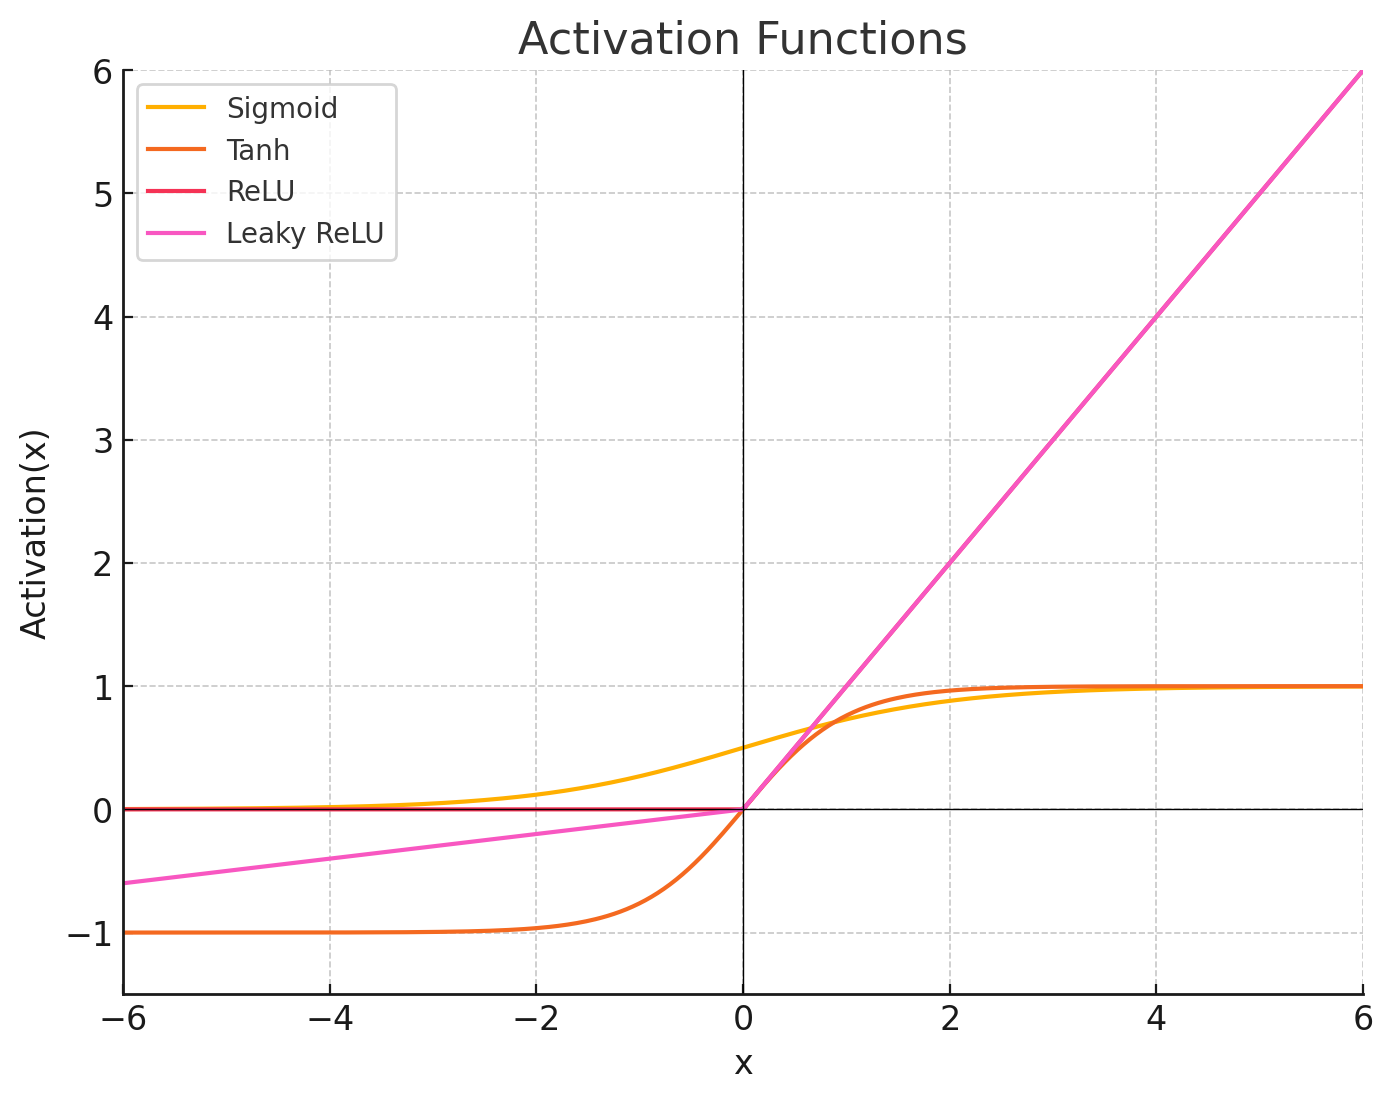 Activation Functions
6
Sigmoid
Tanh
5
ReLU
Leaky ReLU
4
3
Activation(x)
2
1
0
−1
−6 −4 −2 0 2 4 6
x